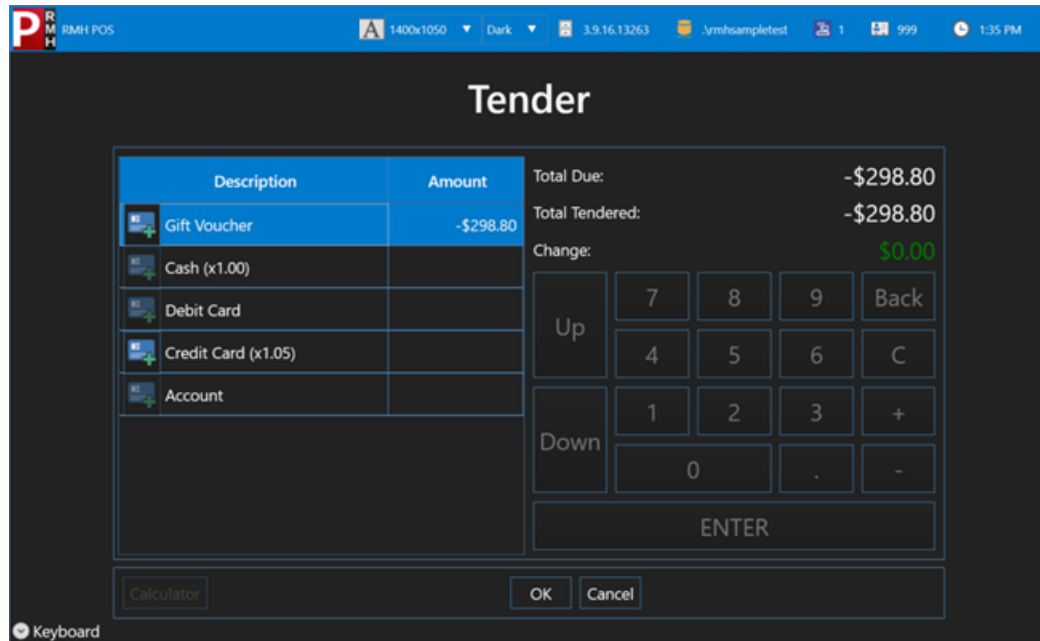 P RMH RMH POS A 1400x1050 Dark 3.9.16.13263 .\rmhsampletest 1 999 1:35 PM
Tender
Description Amount
Gift Voucher -$298.80
Cash (x1.00)
Debit Card
Credit Card (x1.05)
Account
Total Due: -$298.80
Total Tendered: -$298.80
Change: $0.00
Up 7 8 9 Back
4 5 6 C
Down 1 2 3 +
0 . -
ENTER
Calculator OK Cancel
Keyboard